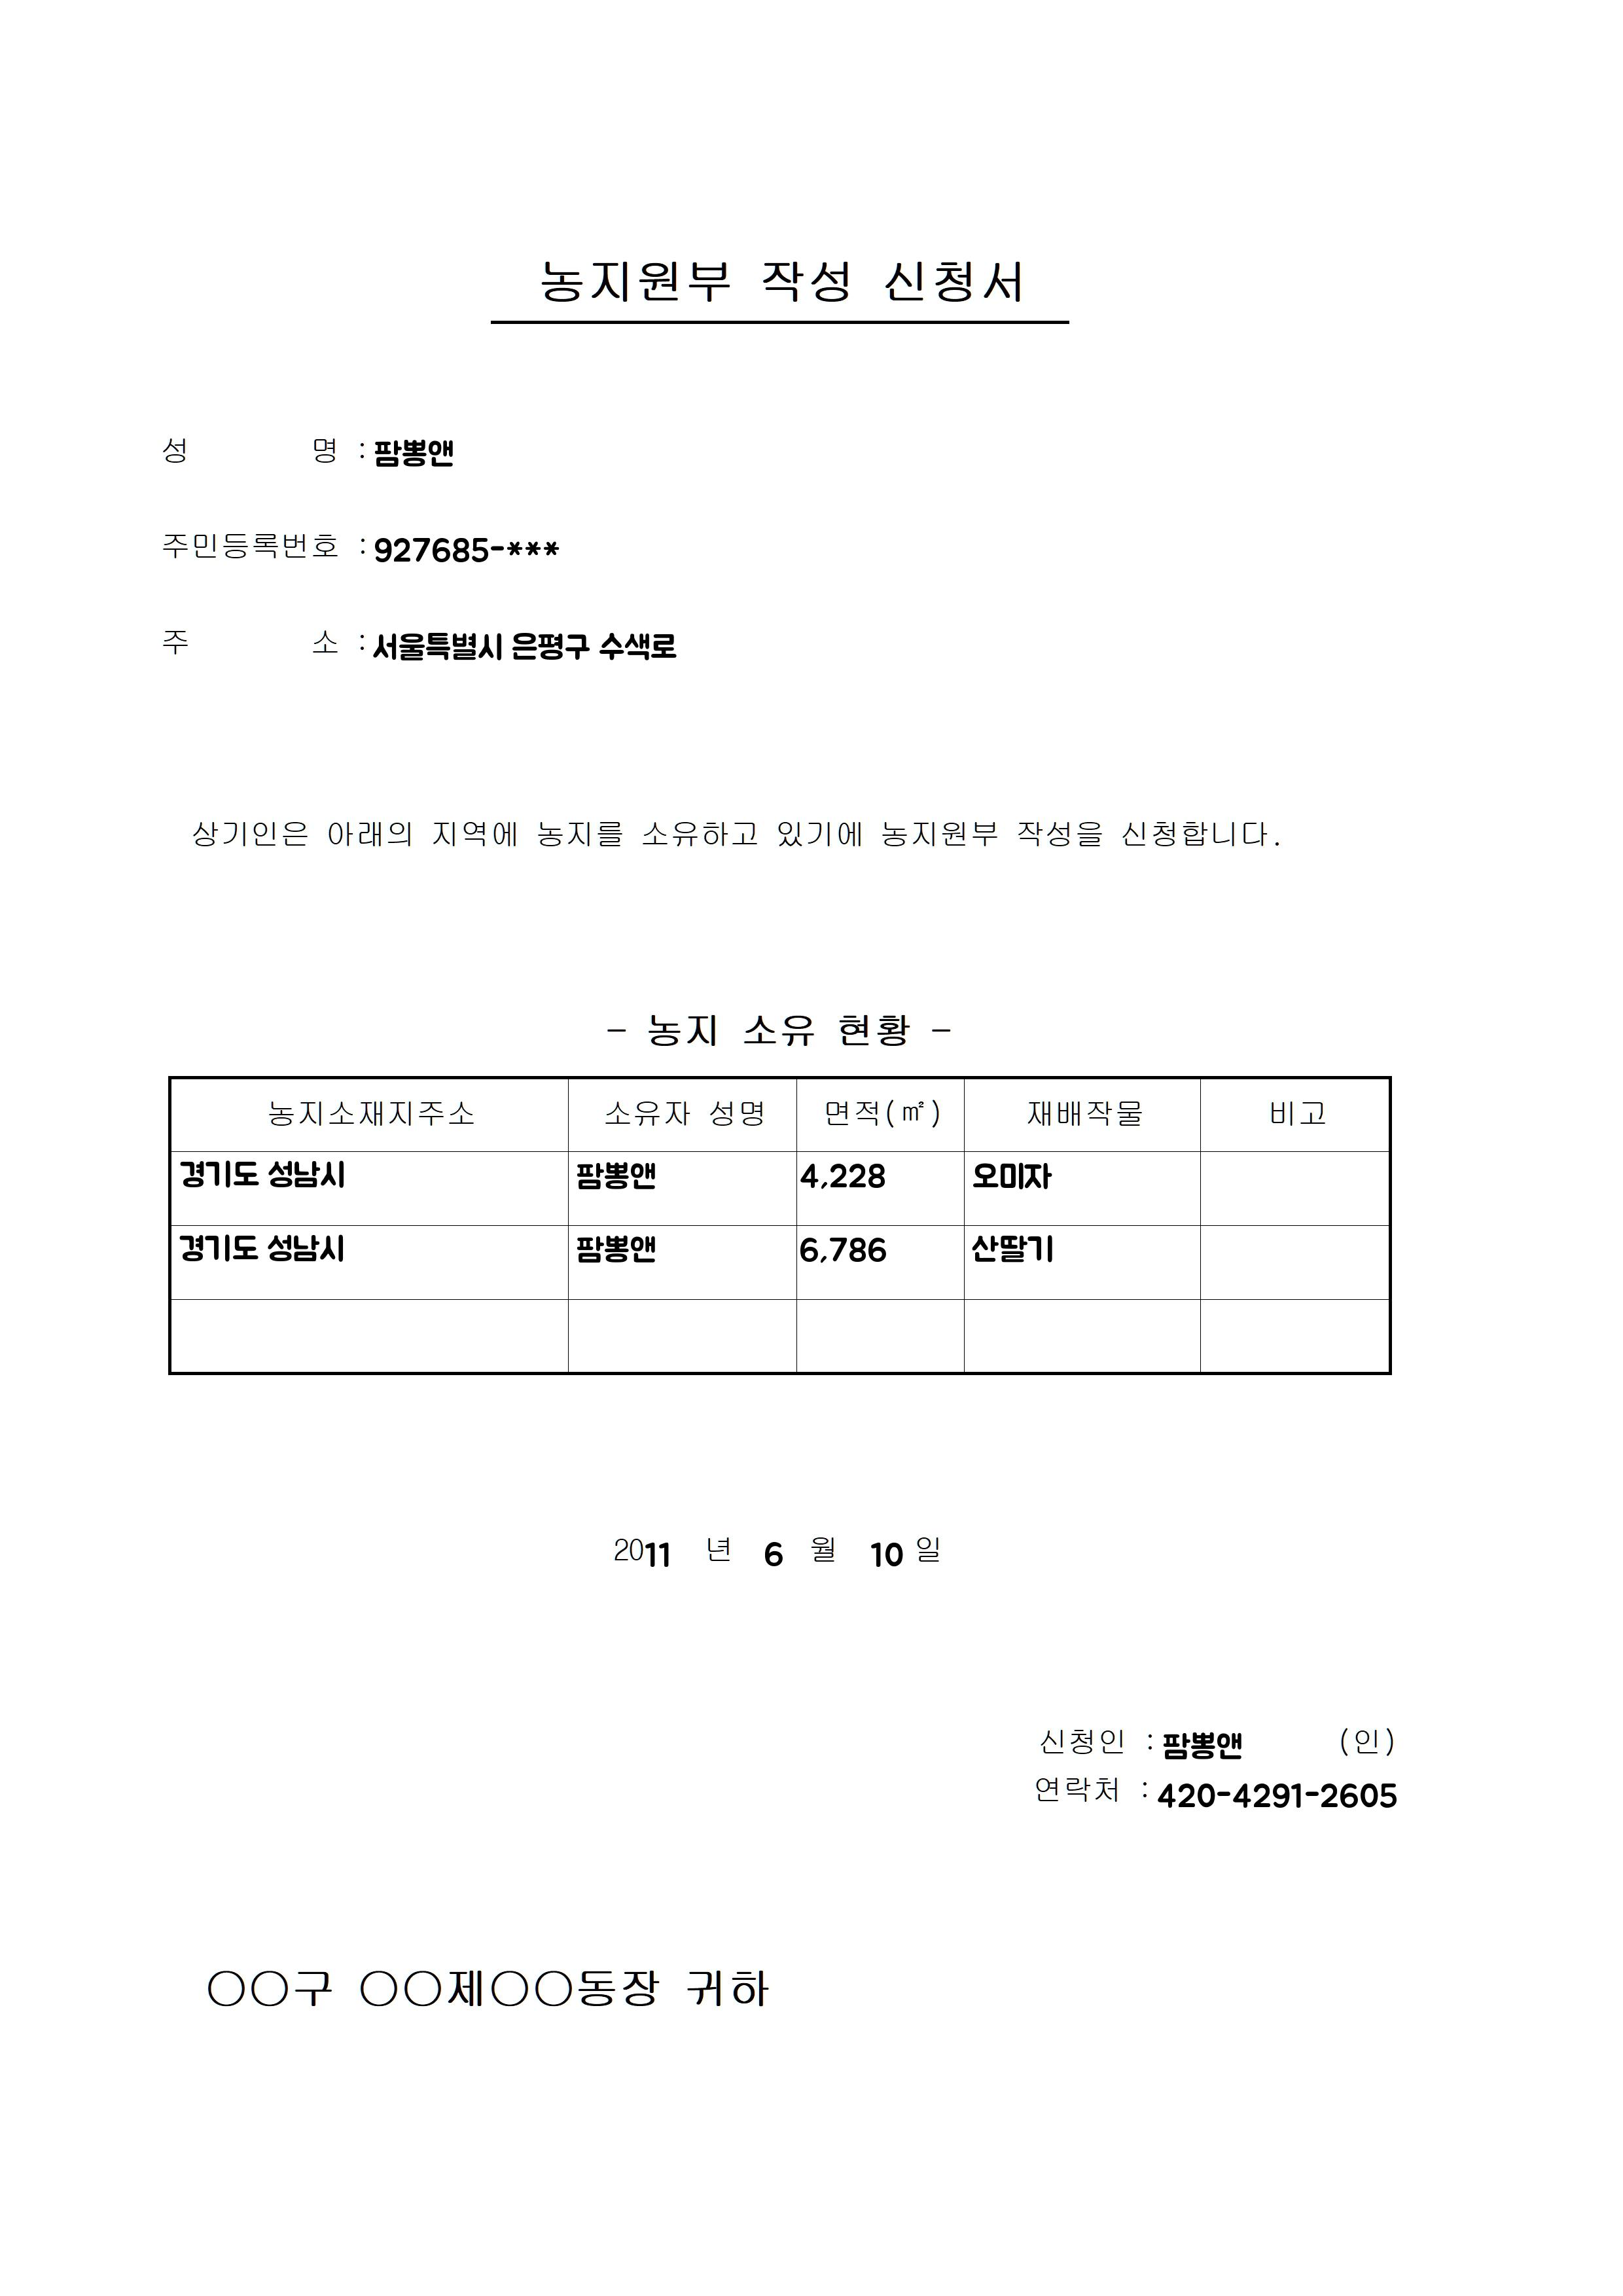 농지원부 작성 신청서
성 명 : 팜뽕앤
주민등록번호 : 927685-***
주 소 : 서울특별시 은평구 수색로
상기인은 아래의 지역에 농지를 소유하고 있기에 농지원부 작성을 신청합니다.
- 농지 소유 현황 -
농지소재지주소 소유자 성명 면적(㎡) 재배작물 비고
경기도 성남시 팜뽕앤 4,228 오미자
경기도 성남시 팜뽕앤 6,786 산딸기
2011 년 6 월 10 일
신청인 : 팜뽕앤 (인)
연락처 : 420-4291-2605
○○구 ○○제○○동장 귀하